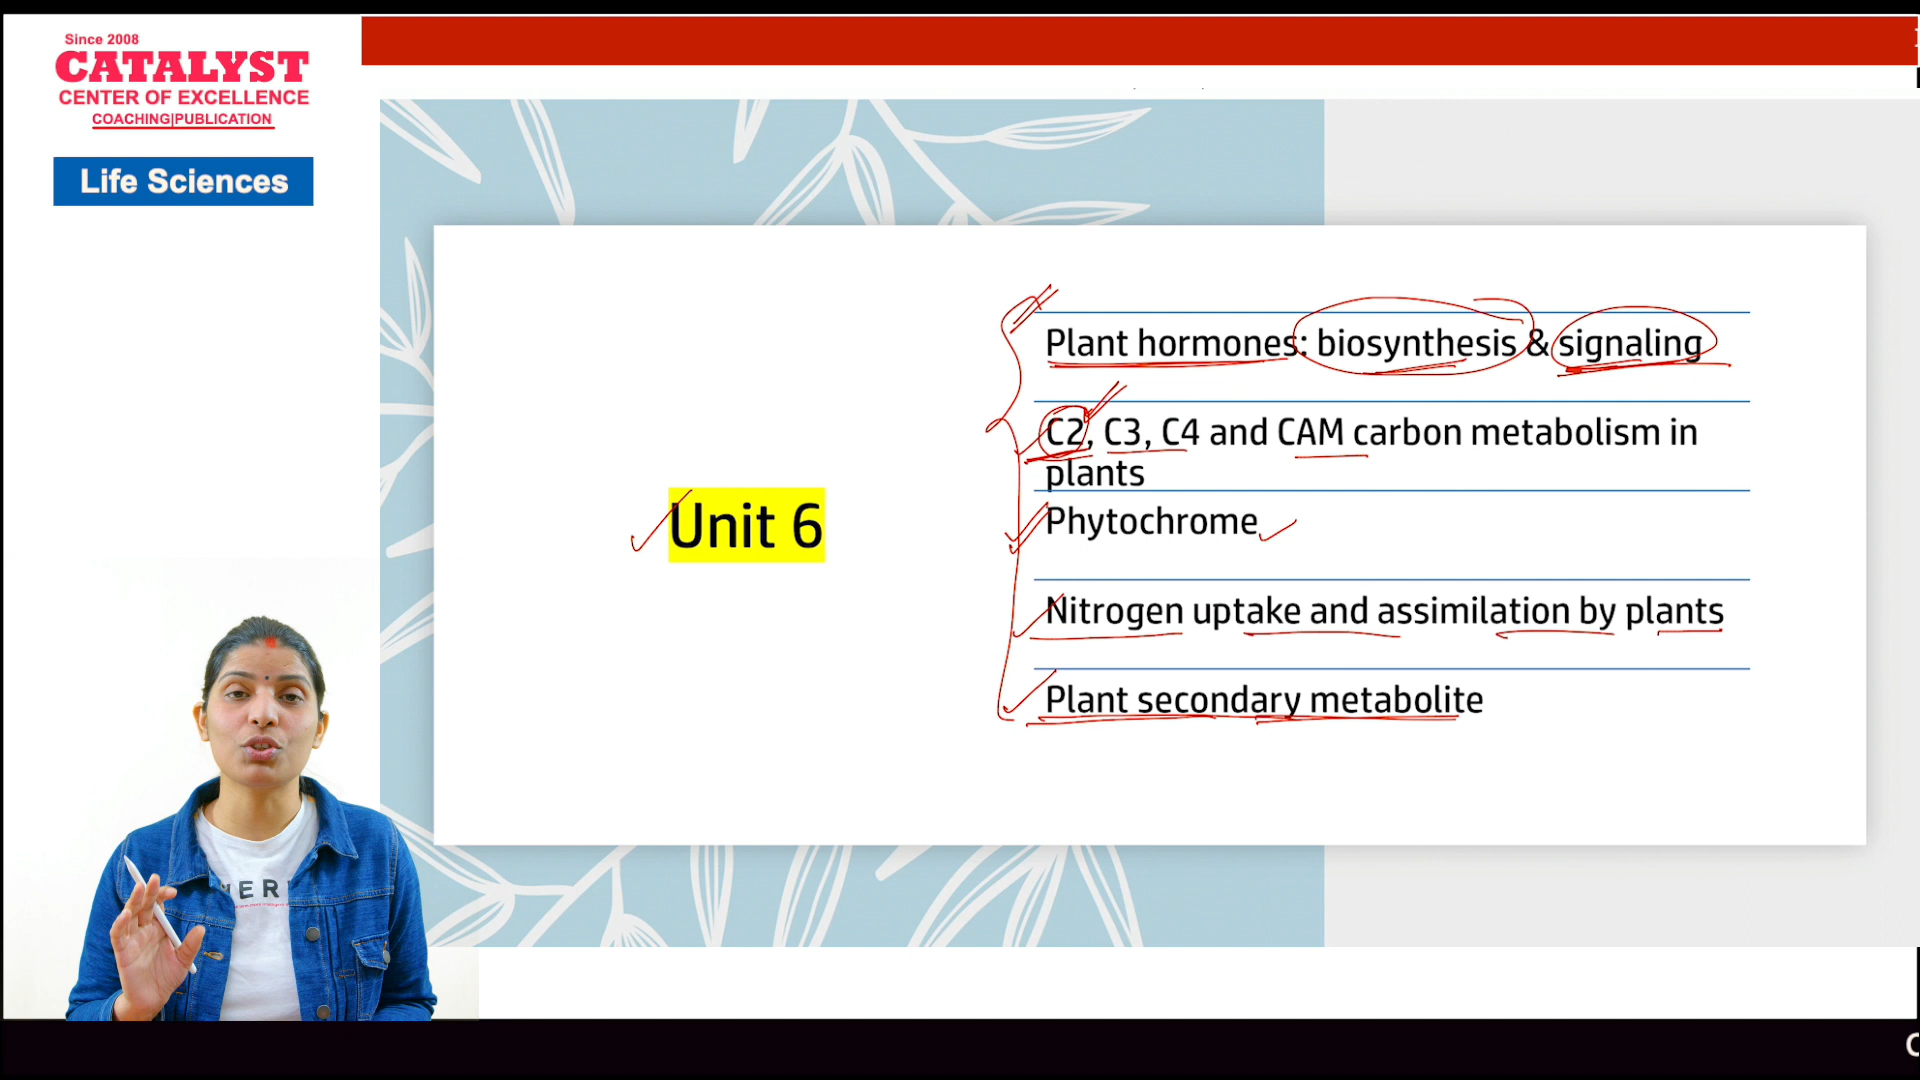 Since 2008
CATALYST
CENTER OF EXCELLENCE
COACHING|PUBLICATION
Life Sciences
Plant hormones: biosynthesis & signaling
C2, C3, C4 and CAM carbon metabolism in
plants
Unit 6
Phytochrome
Nitrogen uptake and assimilation by plants
Plant secondary metabolite